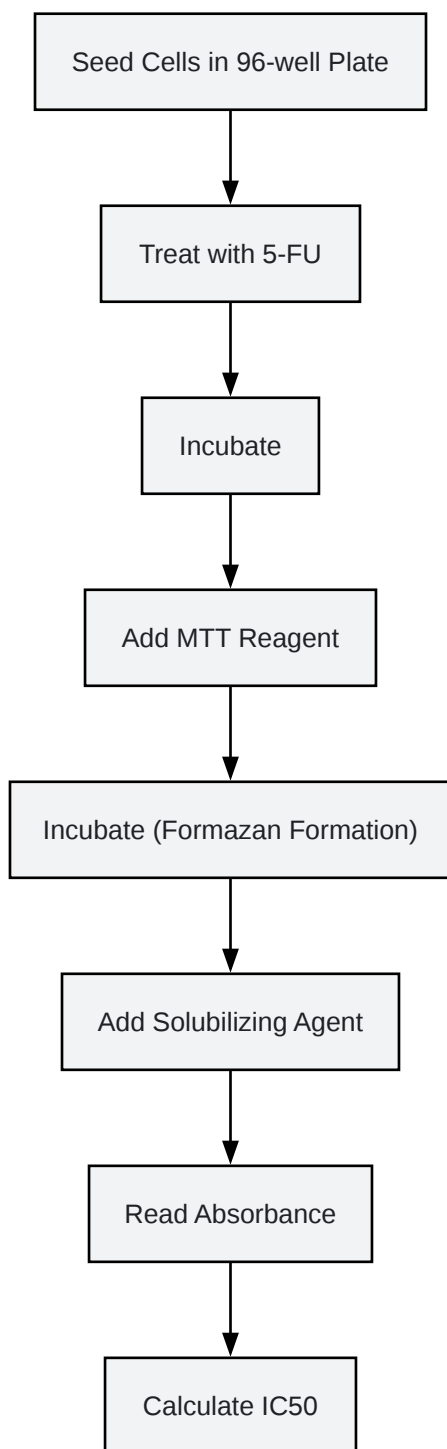 Seed Cells in 96-well Plate
Treat with 5-FU
Incubate
Add MTT Reagent
Incubate (Formazan Formation)
Add Solubilizing Agent
Read Absorbance
Calculate IC50